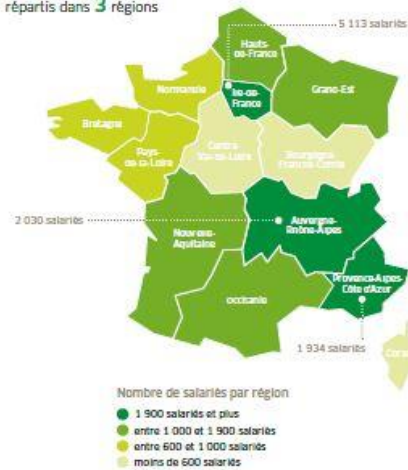 répartis dans 3 régions
5 113 salariés
Hauts-
de-France
Normandie
Île-de-
France
Grand-Est
Bretagne
Pays-
de-la-Loire
Centre
Val-de-Loire
Bourgogne
Franche-Comté
2 030 salariés
Auvergne-
Rhône-Alpes
Nouvelle-
Aquitaine
Provence-Alpes-
Côte d'Azur
Occitanie
1 934 salariés
Nombre de salariés par région
1 900 salariés et plus
entre 1 000 et 1 900 salariés
entre 600 et 1 000 salariés
moins de 600 salariés